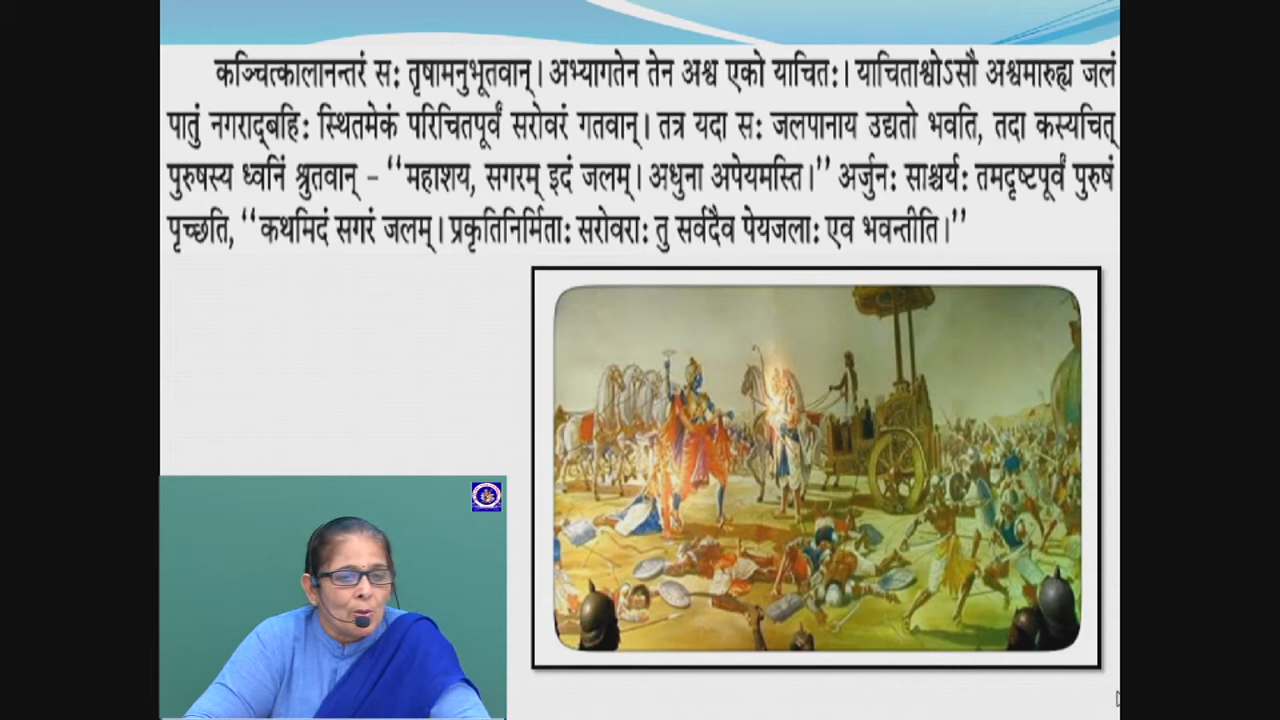 कञ्चित्कालानन्तरं सः तृषामनुभूतवान्। अभ्यागतेन तेन अश्व एको याचितः। याचिताश्वोऽसौ अश्वमारुह्य जलं
पातुं नगराद्‌बहिः स्थितमेकं परिचितपूर्वं सरोवरं गतवान्। तत्र यदा सः जलपानाय उद्यतो भवति, तदा कस्यचित्
पुरुषस्य ध्वनिं श्रुतवान् – “महाशय, सगरम् इदं जलम्। अधुना अपेयमस्ति।” अर्जुनः साश्चर्यः तमदृष्टपूर्वं पुरुषं
पृच्छति, “कथमिदं सगरं जलम्। प्रकृतिनिर्मिताः सरोवराः तु सर्वदैव पेयजलाः एव भवन्तीति।”